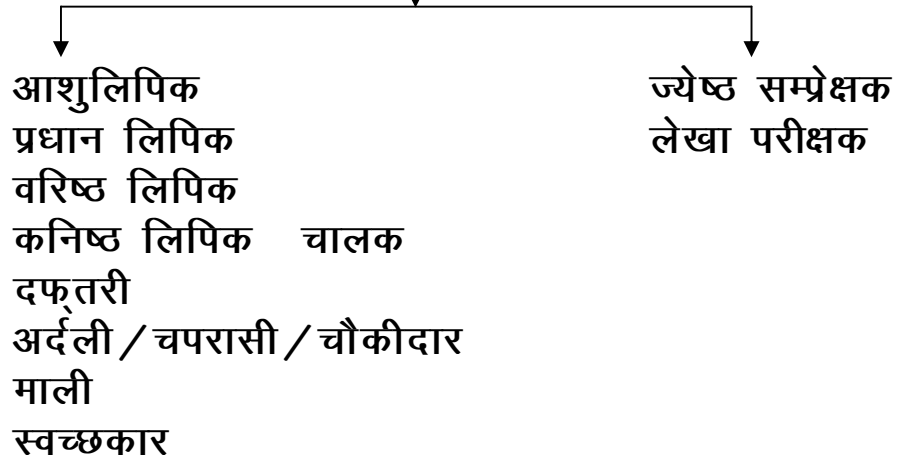 आशुलिपिक
प्रधान लिपिक
वरिष्ठ लिपिक
कनिष्ठ लिपिक चालक
दफ्तरी
अर्दली/चपरासी/चौकीदार
माली
स्वच्छकार
ज्येष्ठ सम्प्रेक्षक
लेखा परीक्षक